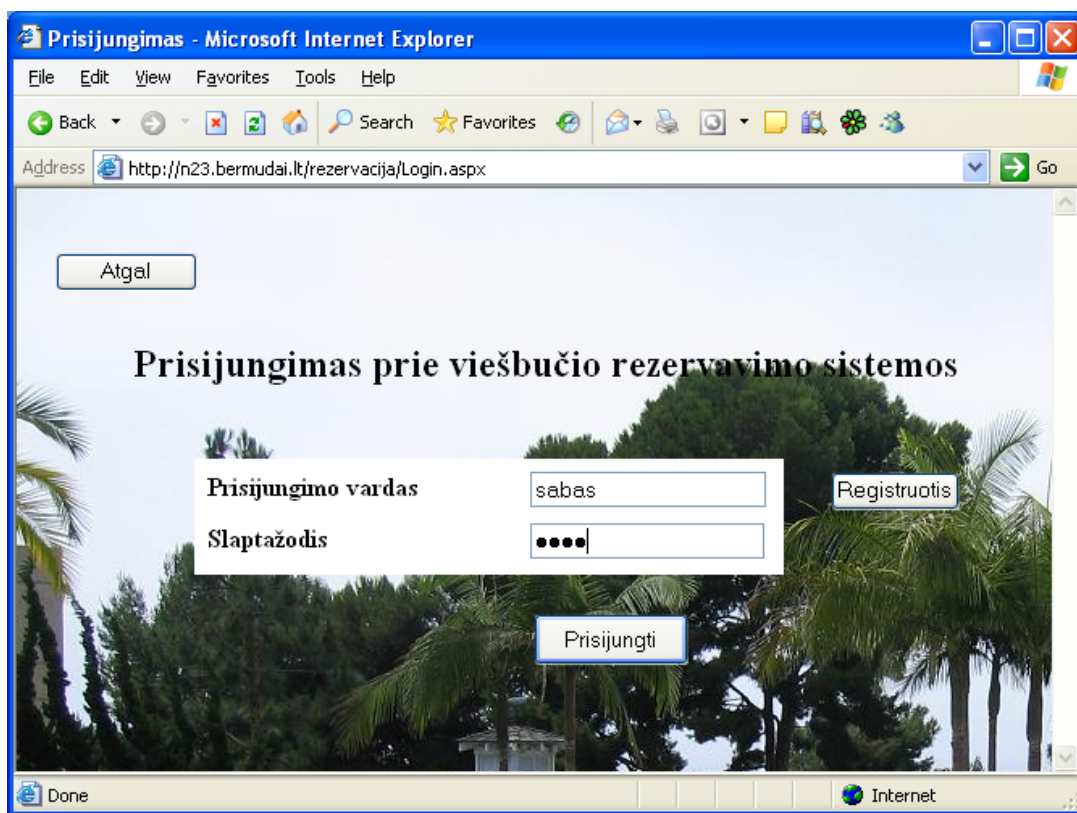 Prisijungimas - Microsoft Internet Explorer
File Edit View Favorites Tools Help
Back Search Favorites
Address http://n23.bermudai.lt/rezervacija/Login.aspx Go
Atgal
Prisijungimas prie viešbučio rezervavimo sistemos
Prisijungimo vardas sabas Registruotis
Slaptažodis ••••
Prisijungti
Done Internet